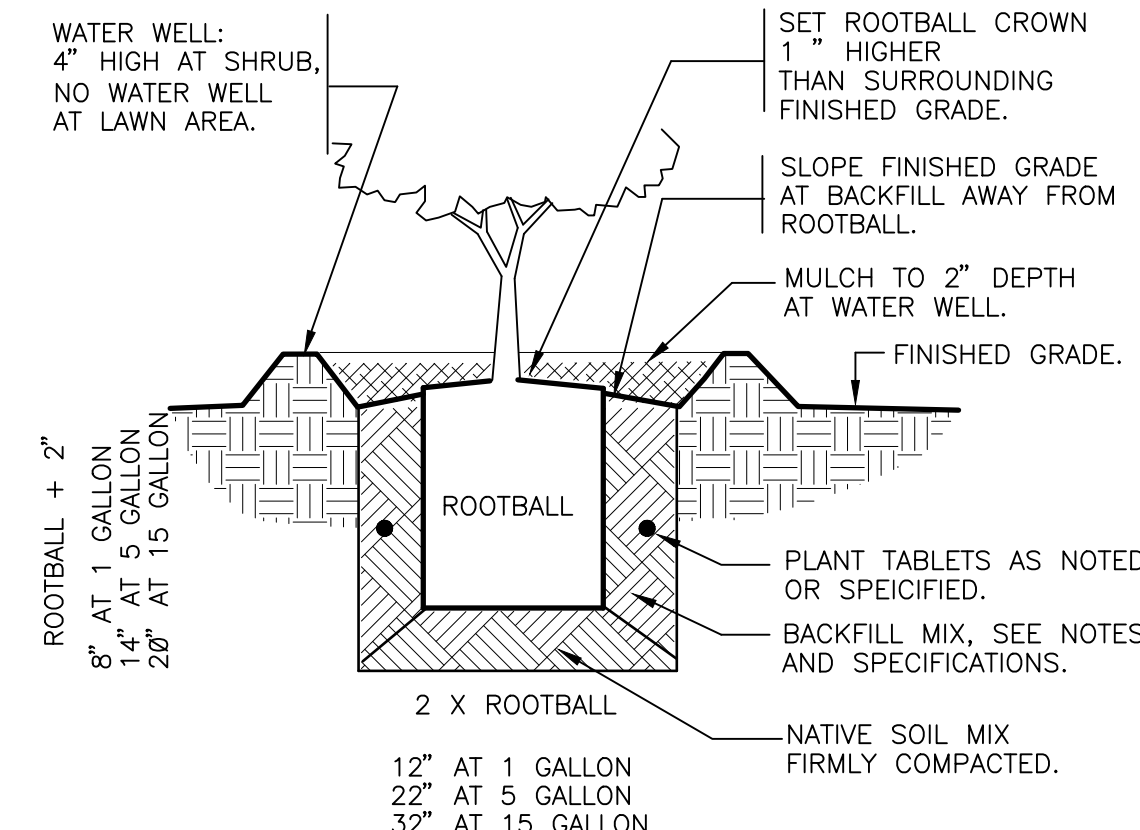 WATER WELL:
4" HIGH AT SHRUB,
NO WATER WELL
AT LAWN AREA.
SET ROOTBALL CROWN
1 " HIGHER
THAN SURROUNDING
FINISHED GRADE.
SLOPE FINISHED GRADE
AT BACKFILL AWAY FROM
ROOTBALL.
MULCH TO 2" DEPTH
AT WATER WELL.
FINISHED GRADE.
ROOTBALL + 2"
8" AT 1 GALLON
14" AT 5 GALLON
20" AT 15 GALLON
ROOTBALL
PLANT TABLETS AS NOTED
OR SPEICIFIED.
BACKFILL MIX, SEE NOTES
AND SPECIFICATIONS.
NATIVE SOIL MIX
FIRMLY COMPACTED.
2 X ROOTBALL
12" AT 1 GALLON
22" AT 5 GALLON
32" AT 15 GALLON